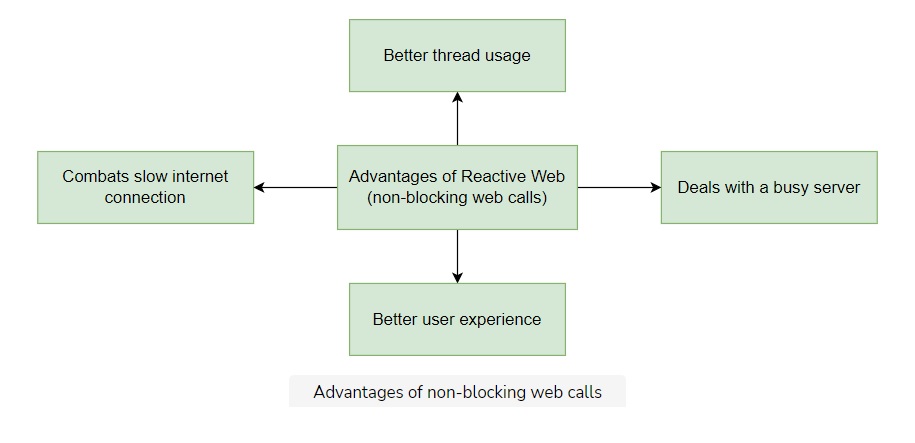 Better thread usage
Combats slow internet
connection
Advantages of Reactive Web
(non-blocking web calls)
Deals with a busy server
Better user experience
Advantages of non-blocking web calls